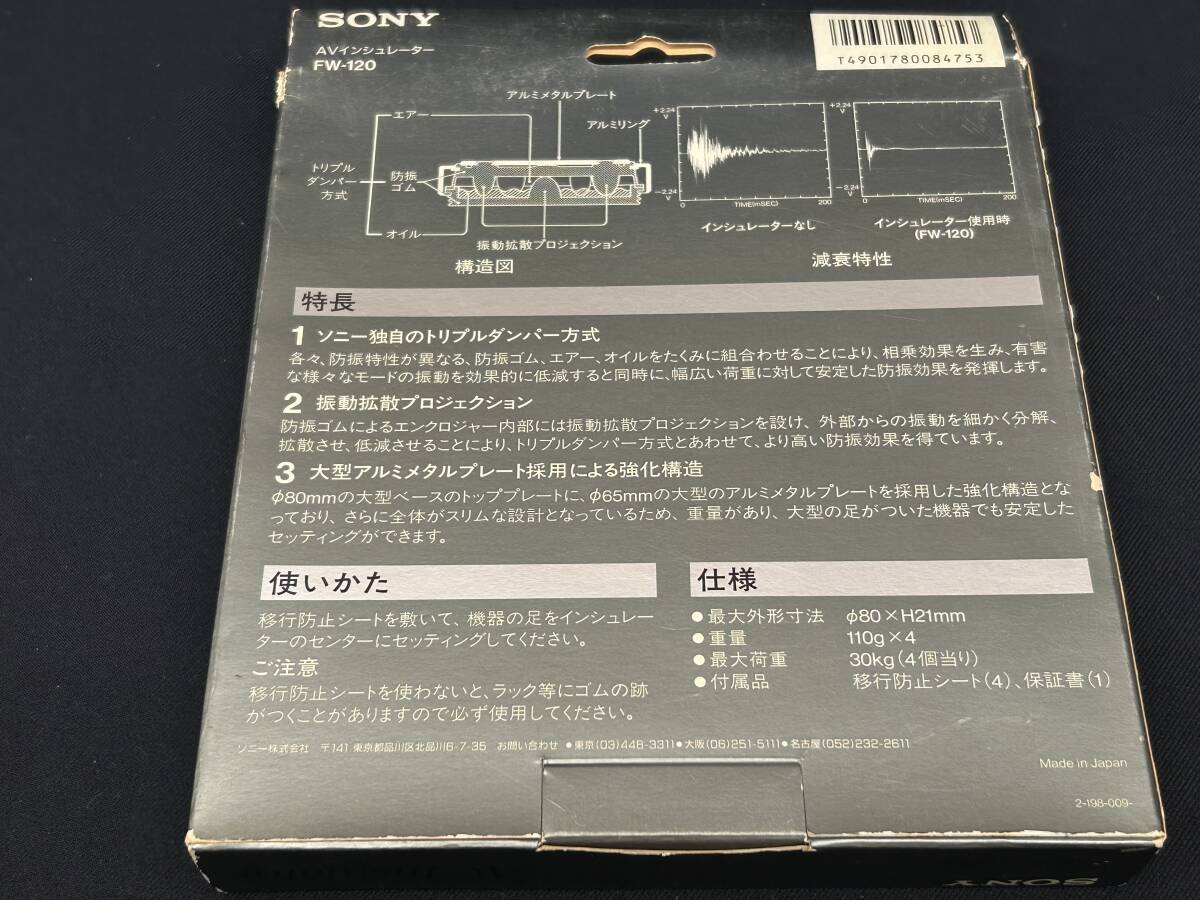 SONY
AVインシュレーター
FW-120
T4901780084753
アルミメタルプレート
エアー
アルミリング
トリプル
ダンパー
方式
防振
ゴム
オイル
振動拡散プロジェクション
構造図
+2.24
V
-2.24
V
0
TIME(mSEC)
200
インシュレーターなし
+2.24
V
-2.24
V
0
TIME(mSEC)
200
インシュレーター使用時
(FW-120)
減衰特性
特長
1 ソニー独自のトリプルダンパー方式
各々、防振特性が異なる、防振ゴム、エアー、オイルをたくみに組合わせることにより、相乗効果を生み、有害
な様々なモードの振動を効果的に低減すると同時に、幅広い荷重に対して安定した防振効果を発揮します。
2 振動拡散プロジェクション
防振ゴムによるエンクロジャー内部には振動拡散プロジェクションを設け、外部からの振動を細かく分解、
拡散させ、低減させることにより、トリプルダンパー方式とあわせて、より高い防振効果を得ています。
3 大型アルミメタルプレート採用による強化構造
φ80mmの大型ベースのトッププレートに、φ65mmの大型のアルミメタルプレートを採用した強化構造とな
っており、さらに全体がスリムな設計となっているため、重量があり、大型の足がついた機器でも安定した
セッティングができます。
使いかた
移行防止シートを敷いて、機器の足をインシュレー
ターのセンターにセッティングしてください。
ご注意
移行防止シートを使わないと、ラック等にゴムの跡
がつくことがありますので必ず使用してください。
仕様
●最大外形寸法 φ80×H21mm
●重量 110g×4
●最大荷重 30kg(4個当り)
●付属品 移行防止シート(4)、保証書(1)
ソニー株式会社 〒141 東京都品川区北品川6-7-35 お問い合わせ ●東京(03)448-3311●大阪(06)251-5111●名古屋(052)232-2611
Made in Japan
2-198-009-
SONY